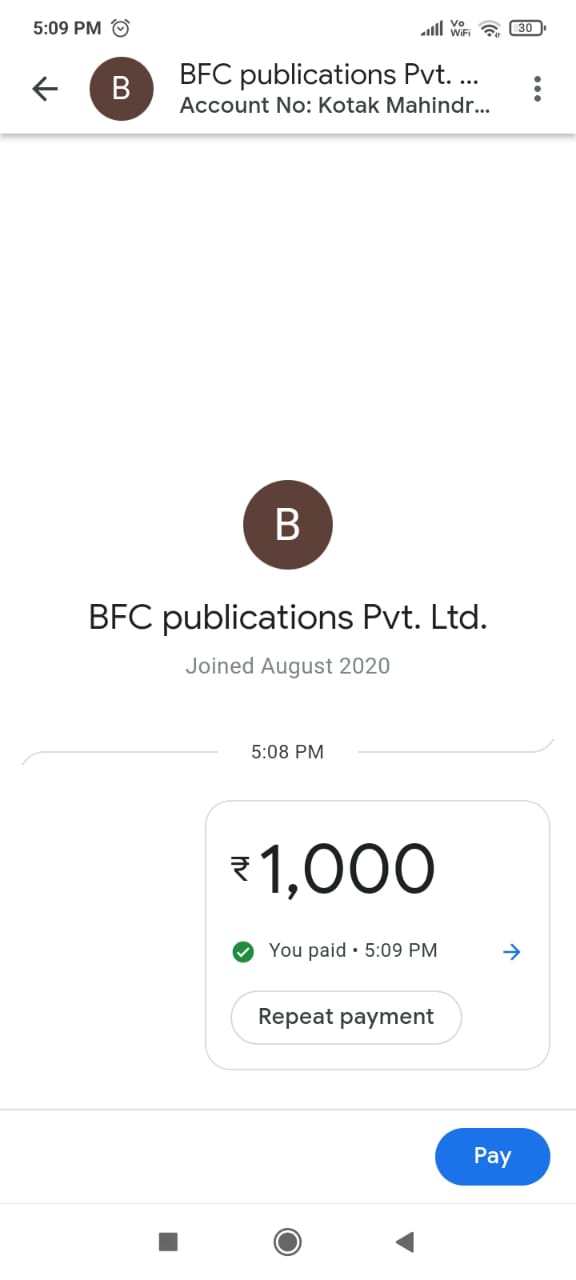 5:09 PM
Vo
WiFi
30
B
BFC publications Pvt. ...
Account No: Kotak Mahindr...
B
BFC publications Pvt. Ltd.
Joined August 2020
5:08 PM
₹1,000
You paid • 5:09 PM
Repeat payment
Pay